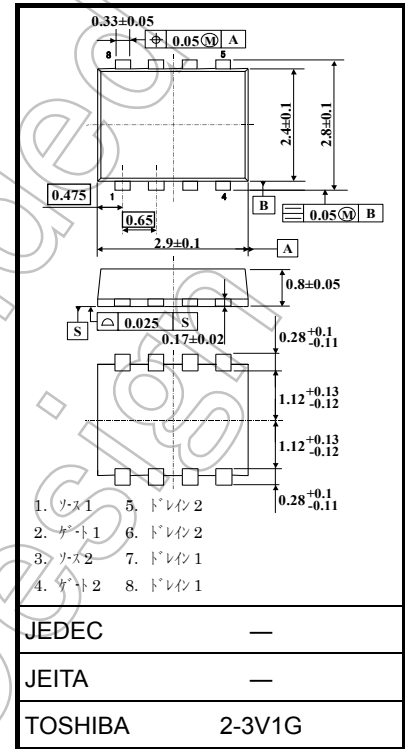 0.33±0.05
0.05Ⓜ A
8 5
2.4±0.1
2.8±0.1
0.475
1 4
B
0.05Ⓜ B
0.65
2.9±0.1
A
0.8±0.05
S
0.025 S
0.17±0.02
0.28 +0.1 -0.11
1.12 +0.13 -0.12
1.12 +0.13 -0.12
0.28 +0.1 -0.11
1. ｿｰｽ 1 5. ﾄﾞﾚｲﾝ 2
2. ｹﾞｰﾄ 1 6. ﾄﾞﾚｲﾝ 2
3. ｿｰｽ 2 7. ﾄﾞﾚｲﾝ 1
4. ｹﾞｰﾄ 2 8. ﾄﾞﾚｲﾝ 1
JEDEC ―
JEITA ―
TOSHIBA 2-3V1G